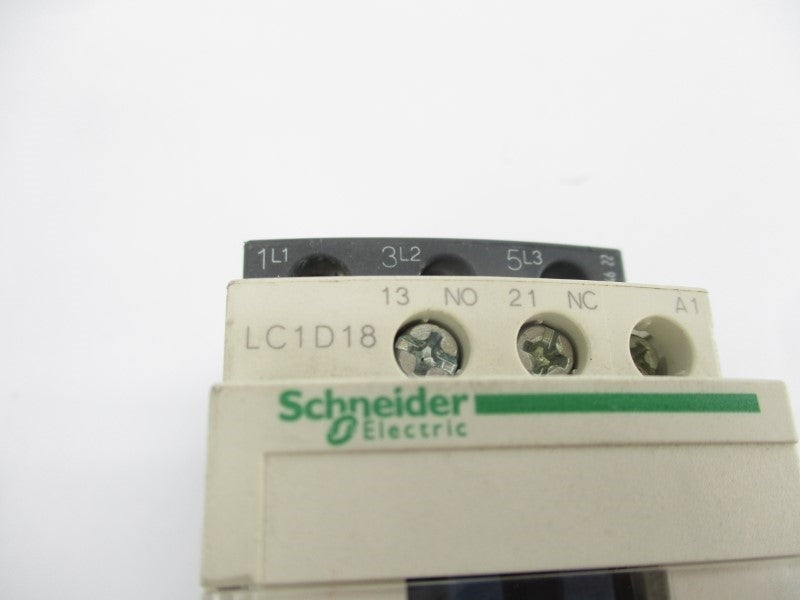 1L1 3L2 5L3
13 NO 21 NC A1
LC1D18
Schneider
Electric